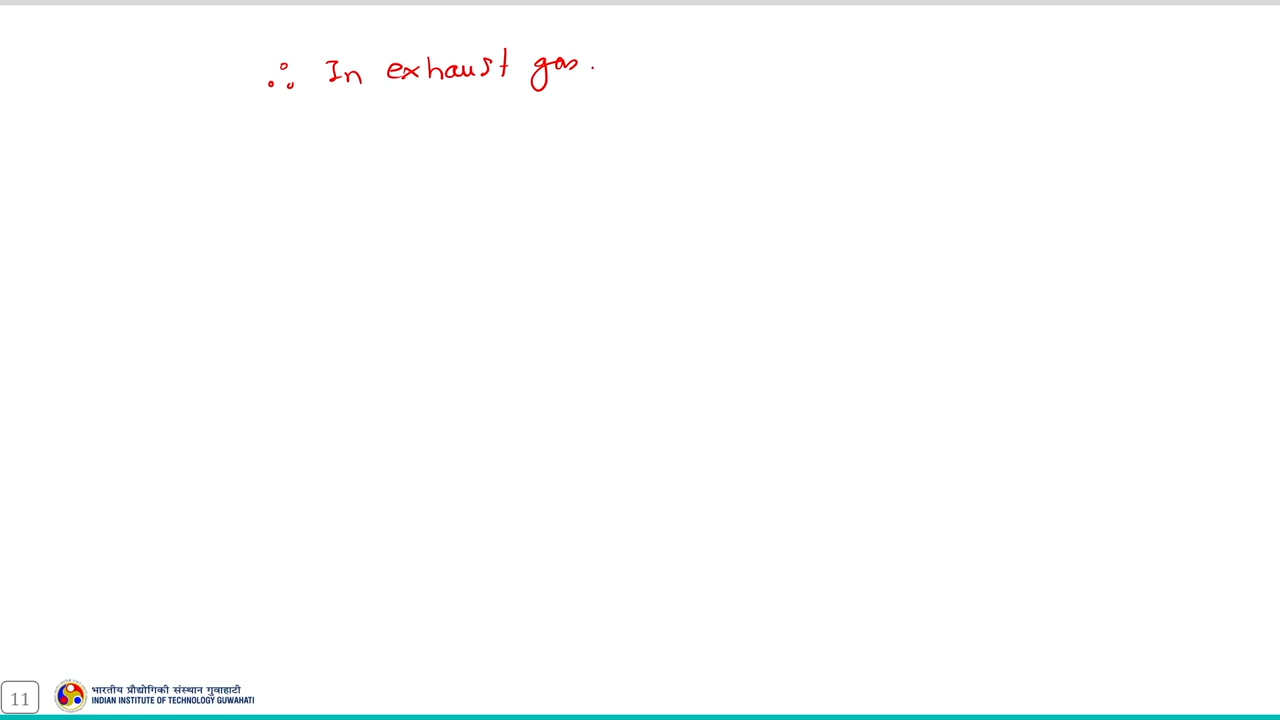 ∴ In exhaust gas.
11
भारतीय प्रौद्योगिकी संस्थान गुवाहाटी
INDIAN INSTITUTE OF TECHNOLOGY GUWAHATI